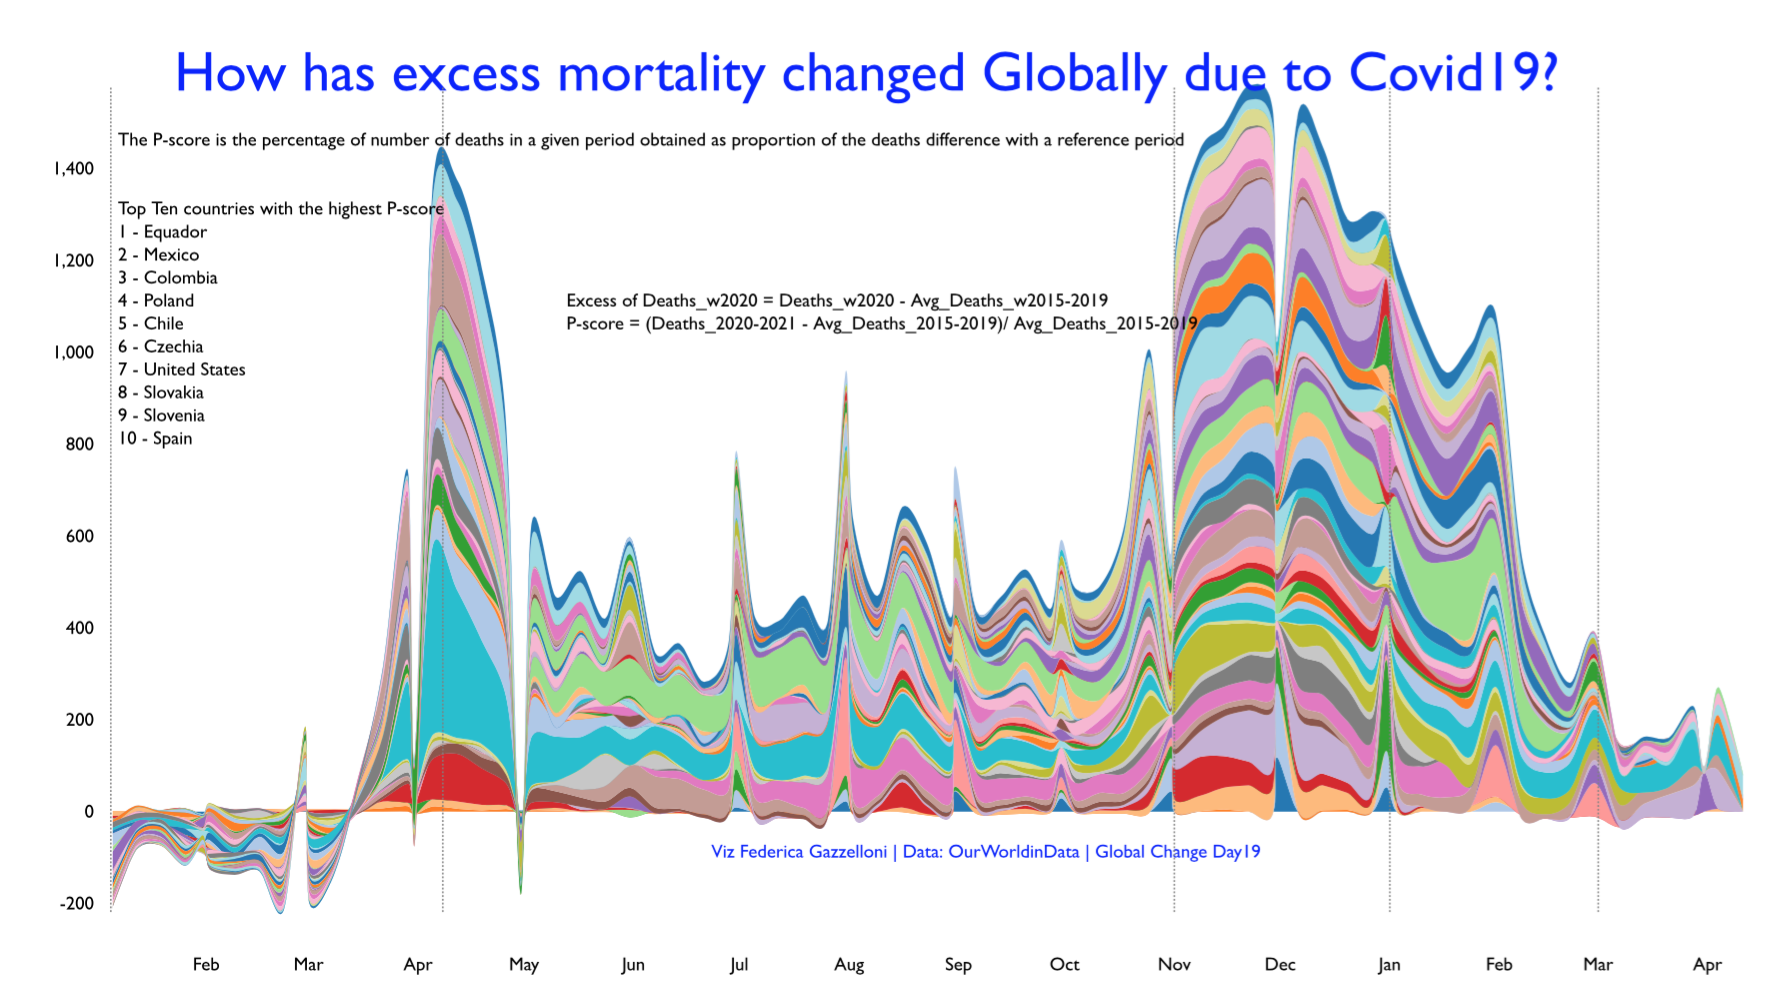 How has excess mortality changed Globally due to Covid19?
The P-score is the percentage of number of deaths in a given period obtained as proportion of the deaths difference with a reference period
Top Ten countries with the highest P-score
1 - Equador
2 - Mexico
3 - Colombia
4 - Poland
5 - Chile
6 - Czechia
7 - United States
8 - Slovakia
9 - Slovenia
10 - Spain
Excess of Deaths_w2020 = Deaths_w2020 - Avg_Deaths_w2015-2019
P-score = (Deaths_2020-2021 - Avg_Deaths_2015-2019)/ Avg_Deaths_2015-2019
1,400
1,200
1,000
800
600
400
200
0
-200
Viz Federica Gazzelloni | Data: OurWorldinData | Global Change Day19
Feb Mar Apr May Jun Jul Aug Sep Oct Nov Dec Jan Feb Mar Apr